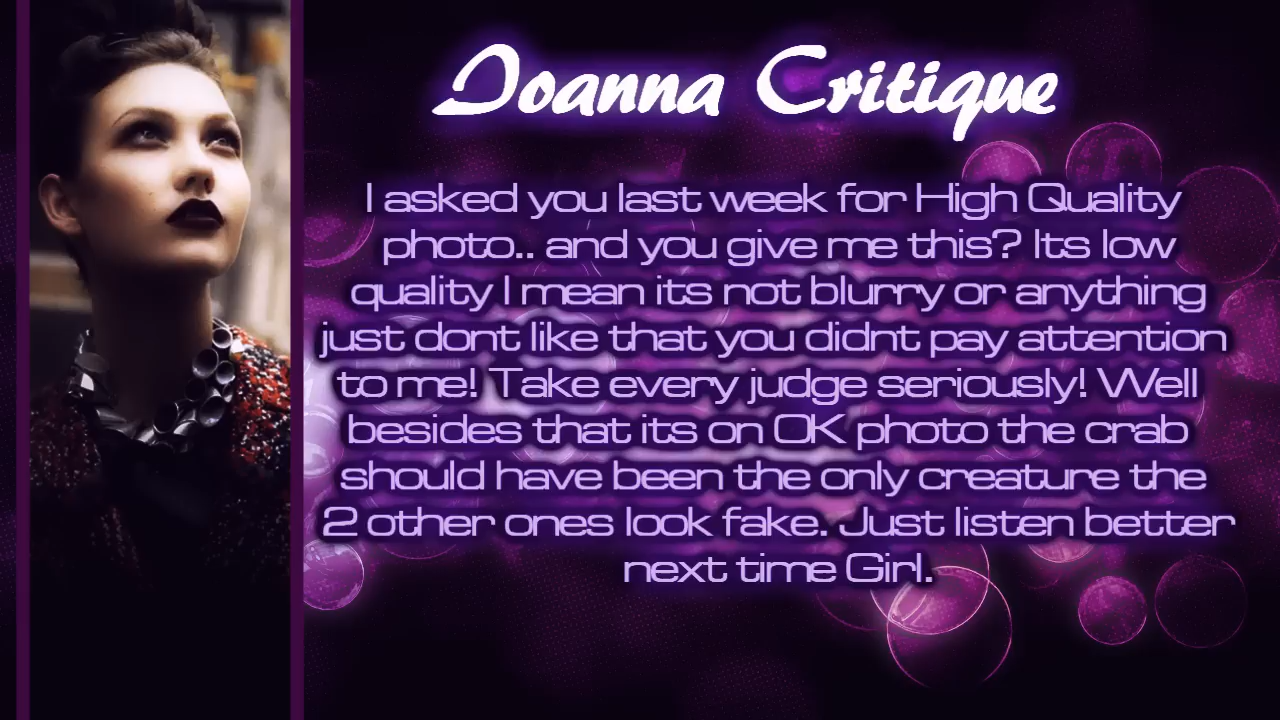 Ioanna Critique
I asked you last week for High Quality
photo.. and you give me this? Its low
quality I mean its not blurry or anything
just dont like that you didnt pay attention
to me! Take every judge seriously! Well
besides that its on OK photo the crab
should have been the only creature the
2 other ones look fake. Just listen better
next time Girl.